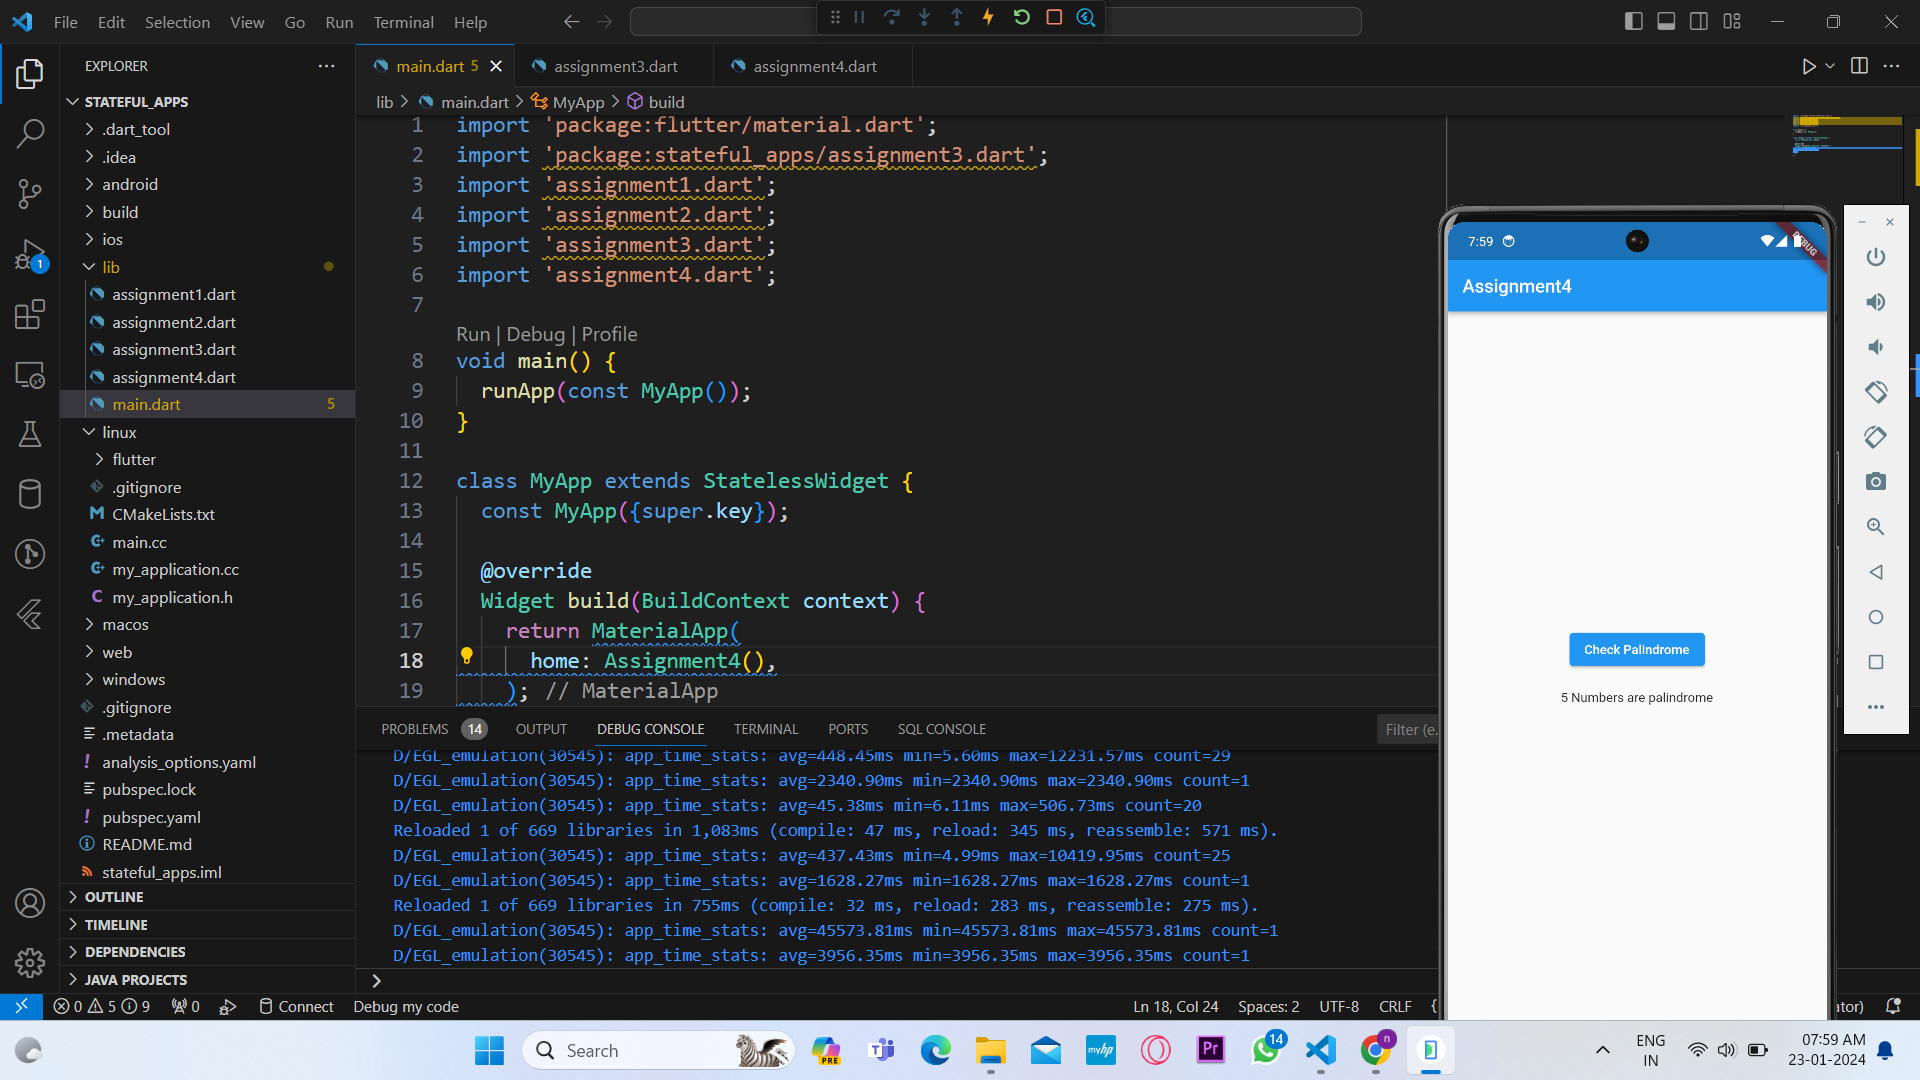 File Edit Selection View Go Run Terminal Help
EXPLORER
STATEFUL_APPS
.dart_tool
.idea
android
build
ios
lib
assignment1.dart
assignment2.dart
assignment3.dart
assignment4.dart
main.dart 5
linux
flutter
.gitignore
CMakeLists.txt
main.cc
my_application.cc
my_application.h
macos
web
windows
.gitignore
.metadata
analysis_options.yaml
pubspec.lock
pubspec.yaml
README.md
stateful_apps.iml
OUTLINE
TIMELINE
DEPENDENCIES
JAVA PROJECTS
1
main.dart 5 assignment3.dart assignment4.dart
lib > main.dart > MyApp > build
1 import 'package:flutter/material.dart';
2 import 'package:stateful_apps/assignment3.dart';
3 import 'assignment1.dart';
4 import 'assignment2.dart';
5 import 'assignment3.dart';
6 import 'assignment4.dart';
7
Run | Debug | Profile
8 void main() {
9 runApp(const MyApp());
10 }
11
12 class MyApp extends StatelessWidget {
13 const MyApp({super.key});
14
15 @override
16 Widget build(BuildContext context) {
17 return MaterialApp(
18 home: Assignment4(),
19 ); // MaterialApp
PROBLEMS 14 OUTPUT DEBUG CONSOLE TERMINAL PORTS SQL CONSOLE Filter (e.
D/EGL_emulation(30545): app_time_stats: avg=448.45ms min=5.60ms max=12231.57ms count=29
D/EGL_emulation(30545): app_time_stats: avg=2340.90ms min=2340.90ms max=2340.90ms count=1
D/EGL_emulation(30545): app_time_stats: avg=45.38ms min=6.11ms max=506.73ms count=20
Reloaded 1 of 669 libraries in 1,083ms (compile: 47 ms, reload: 345 ms, reassemble: 571 ms).
D/EGL_emulation(30545): app_time_stats: avg=437.43ms min=4.99ms max=10419.95ms count=25
D/EGL_emulation(30545): app_time_stats: avg=1628.27ms min=1628.27ms max=1628.27ms count=1
Reloaded 1 of 669 libraries in 755ms (compile: 32 ms, reload: 283 ms, reassemble: 275 ms).
D/EGL_emulation(30545): app_time_stats: avg=45573.81ms min=45573.81ms max=45573.81ms count=1
D/EGL_emulation(30545): app_time_stats: avg=3956.35ms min=3956.35ms max=3956.35ms count=1
>
7:59
DEBUG
Assignment4
Check Palindrome
5 Numbers are palindrome
0 5 9 0 Connect Debug my code Ln 18, Col 24 Spaces: 2 UTF-8 CRLF { ator)
Search
PRE
myhp
Pr
14
n
ENG
IN
07:59 AM
23-01-2024